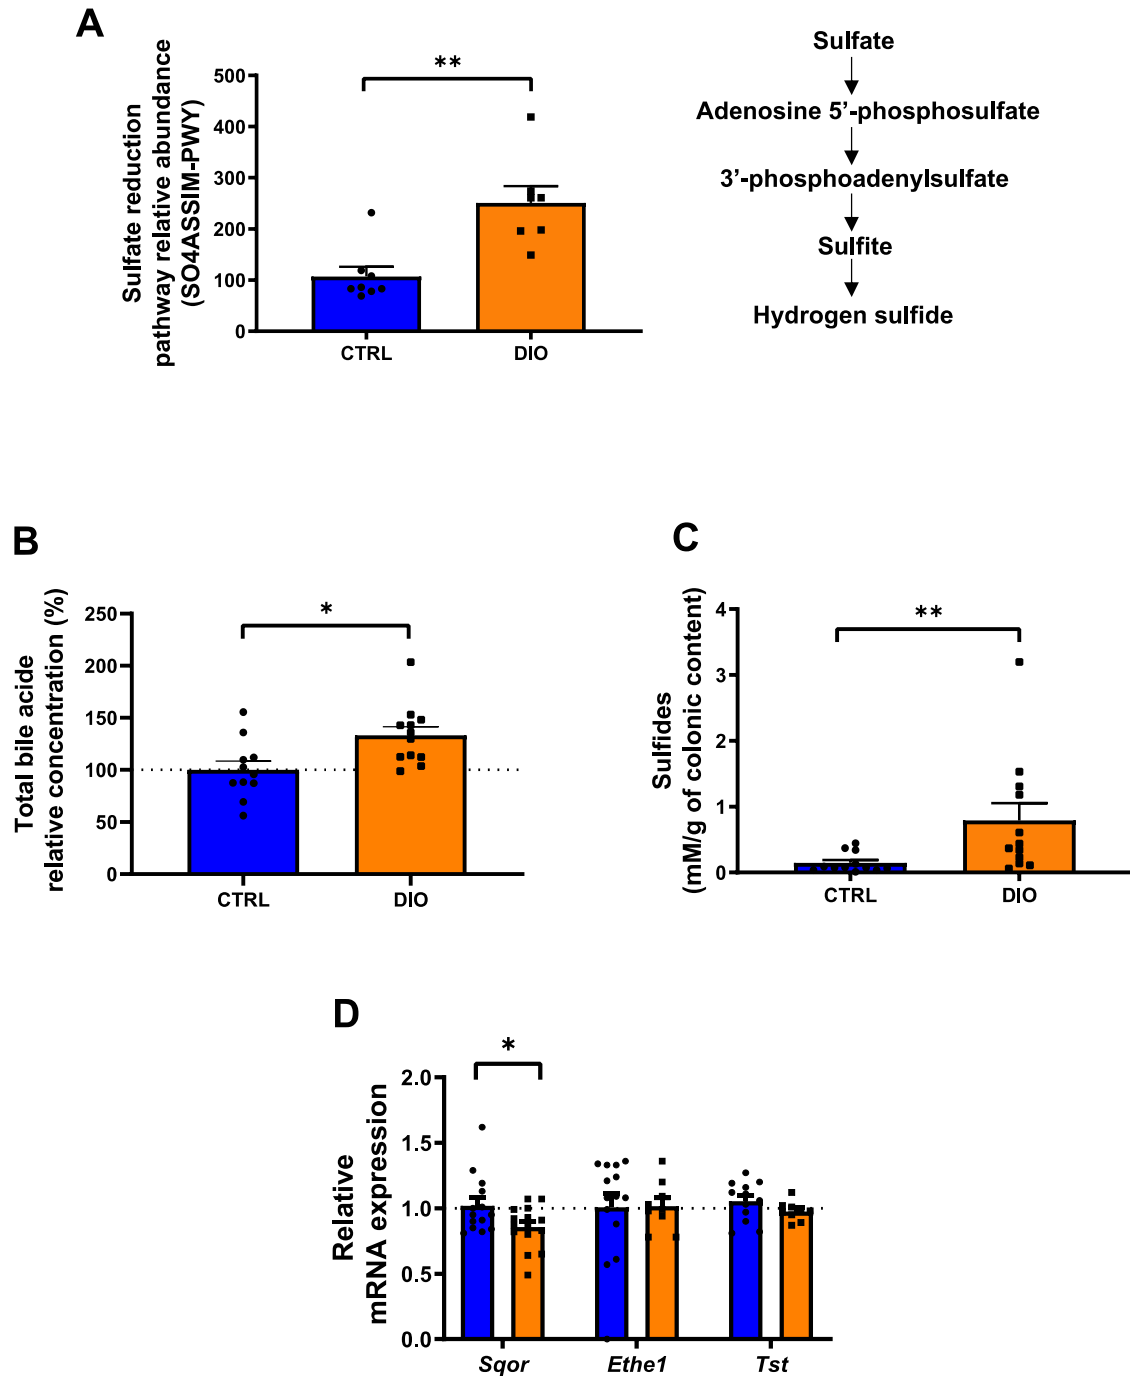 A
Sulfate reduction
pathway relative abundance
(SO4ASSIM-PWY)
500
400
300
200
100
0
**
CTRL
DIO
Sulfate
Adenosine 5’-phosphosulfate
3’-phosphoadenylsulfate
Sulfite
Hydrogen sulfide
B
Total bile acide
relative concentration (%)
250
200
150
100
50
0
*
CTRL
DIO
C
Sulfides
(mM/g of colonic content)
4
3
2
1
0
**
CTRL
DIO
D
Relative
mRNA expression
2.0
1.5
1.0
0.5
0.0
*
Sqor
Ethe1
Tst